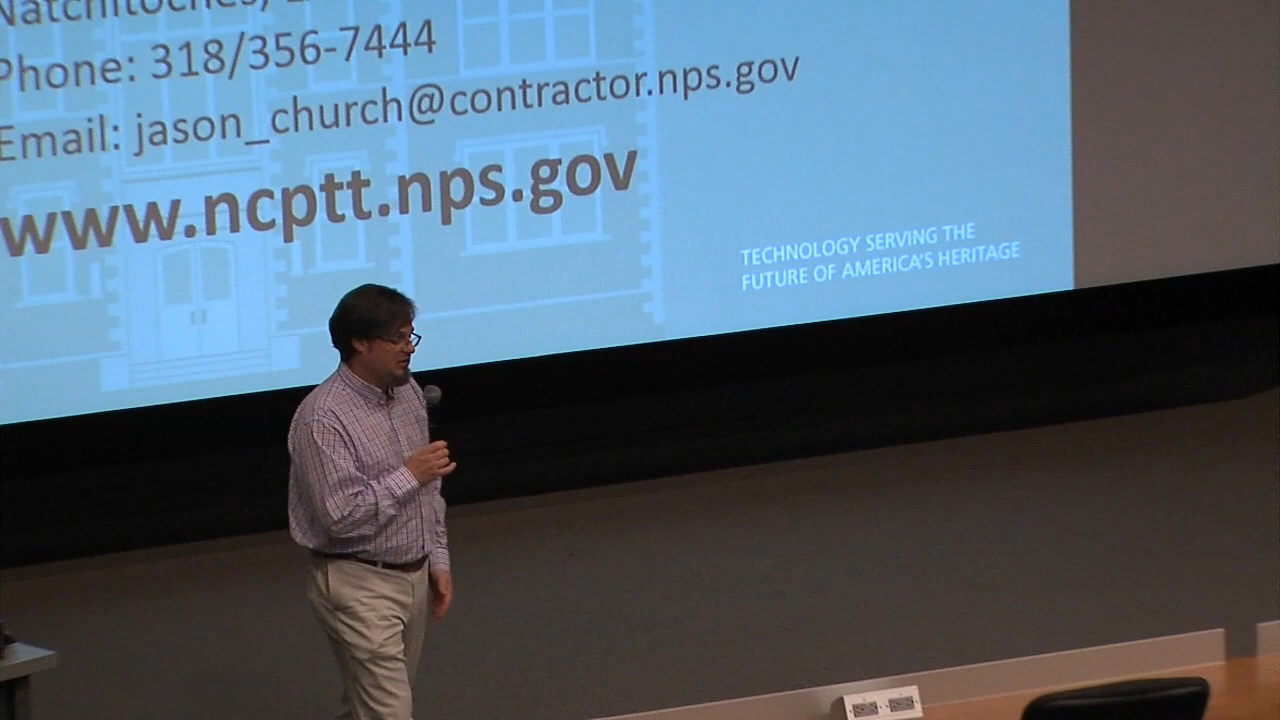 Natchitoches,
Phone: 318/356-7444
Email: jason_church@contractor.nps.gov
www.ncptt.nps.gov
TECHNOLOGY SERVING THE
FUTURE OF AMERICA'S HERITAGE